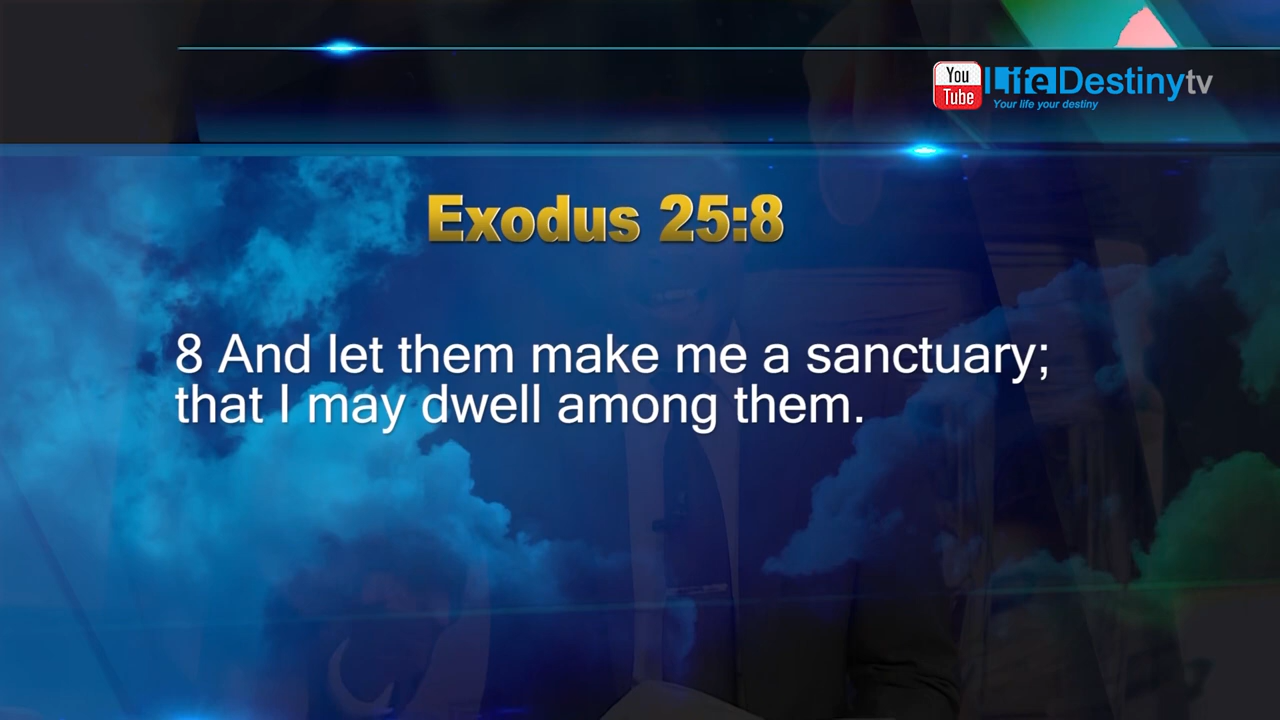 You
Tube
LifeDestinytv
Your life your destiny
Exodus 25:8
8 And let them make me a sanctuary;
that I may dwell among them.